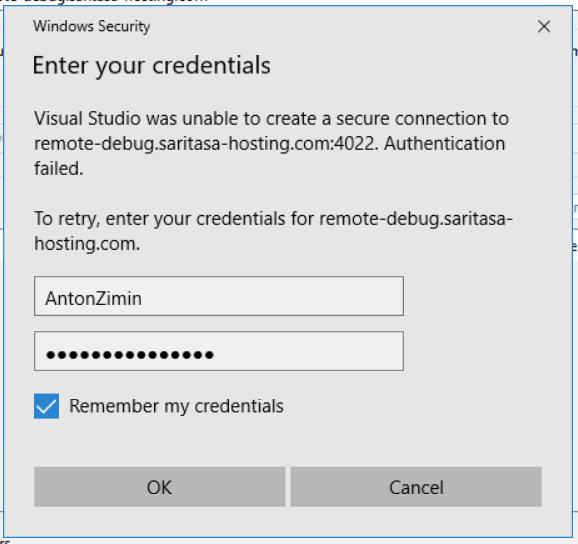 Windows Security
Enter your credentials
Visual Studio was unable to create a secure connection to
remote-debug.saritasa-hosting.com:4022. Authentication
failed.
To retry, enter your credentials for remote-debug.saritasa-
hosting.com.
AntonZimin
●●●●●●●●●●●●●●●
Remember my credentials
OK
Cancel